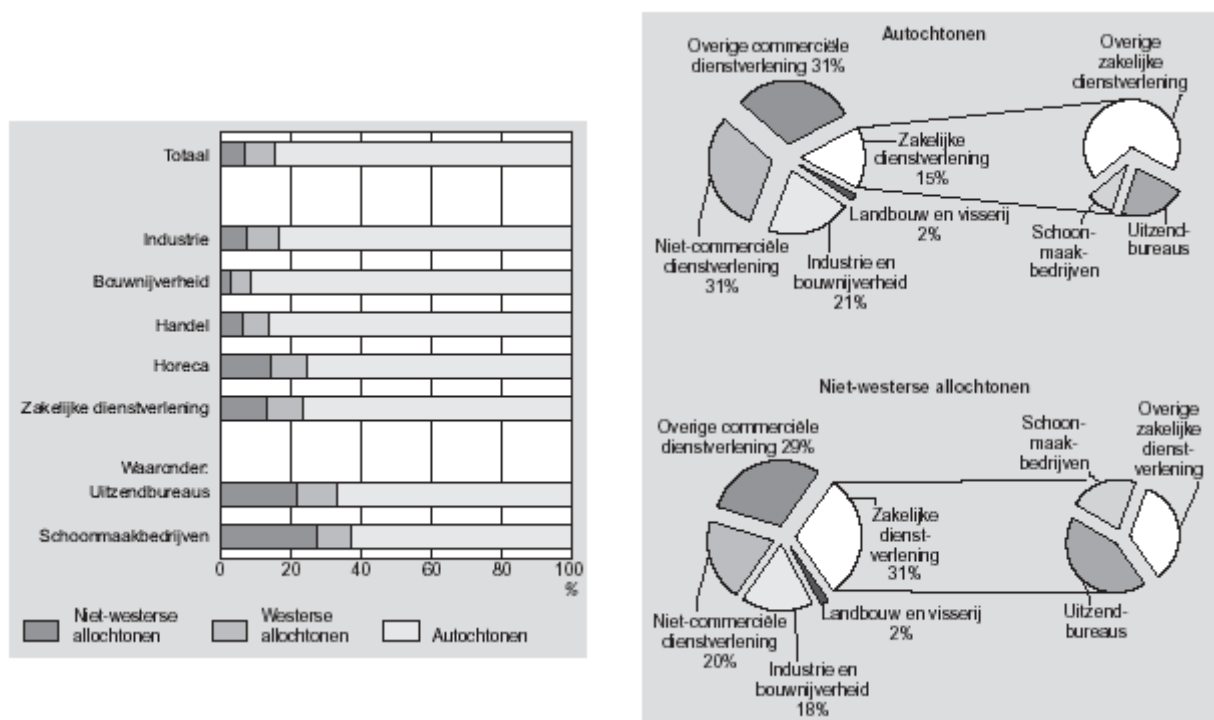 Totaal
Industrie
Bouwnijverheid
Handel
Horeca
Zakelijke dienstverlening
Waaronder:
Uitzendbureaus
Schoonmaakbedrijven
0 20 40 60 80 100
%
Niet-westerse
allochtonen
Westerse
allochtonen
Autochtonen
Autochtonen
Overige commerciële
dienstverlening 31%
Overige
zakelijke
dienstverlening
Zakelijke
dienstverlening
15%
Landbouw en visserij
2%
Niet-commerciële
dienstverlening
31%
Industrie en
bouwnijverheid
21%
Schoon-
maak-
bedrijven
Uitzend-
bureaus
Niet-westerse allochtonen
Overige commerciële
dienstverlening 29%
Schoon-
maak-
bedrijven
Overige
zakelijke
dienst-
verlening
Zakelijke
dienst-
verlening
31%
Landbouw en visserij
2%
Niet-commerciële
dienstverlening
20%
Industrie en
bouwnijverheid
18%
Uitzend-
bureaus